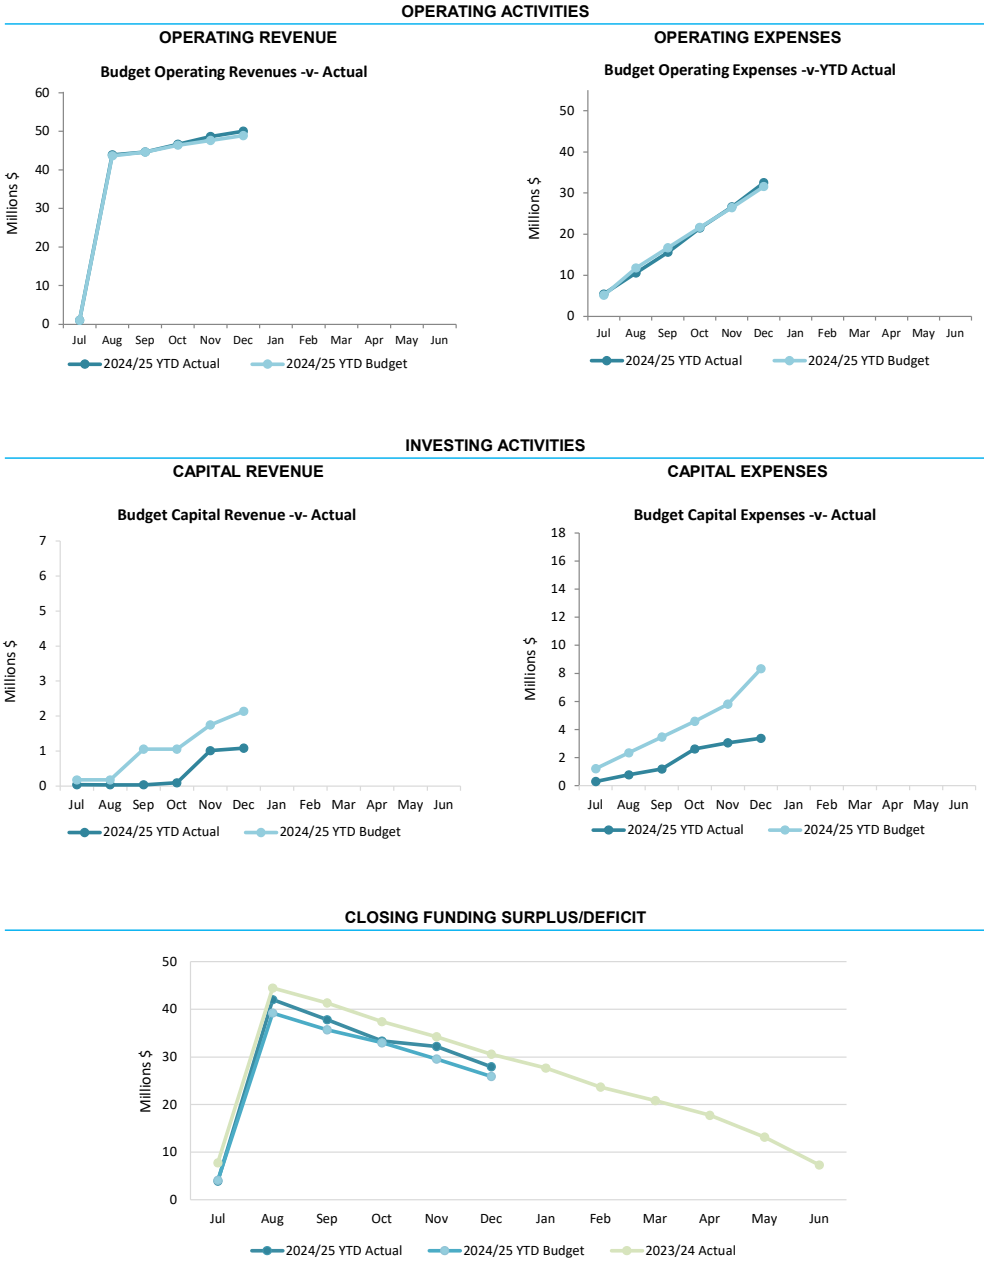 OPERATING ACTIVITIES
OPERATING REVENUE
OPERATING EXPENSES
Budget Operating Revenues -v- Actual
60
50
40
30
20
10
0
Millions $
Jul Aug Sep Oct Nov Dec Jan Feb Mar Apr May Jun
2024/25 YTD Actual 2024/25 YTD Budget
Budget Operating Expenses -v-YTD Actual
50
40
30
20
10
0
Millions $
Jul Aug Sep Oct Nov Dec Jan Feb Mar Apr May Jun
2024/25 YTD Actual 2024/25 YTD Budget
INVESTING ACTIVITIES
CAPITAL REVENUE
CAPITAL EXPENSES
Budget Capital Revenue -v- Actual
7
6
5
4
3
2
1
0
Millions $
Jul Aug Sep Oct Nov Dec Jan Feb Mar Apr May Jun
2024/25 YTD Actual 2024/25 YTD Budget
Budget Capital Expenses -v- Actual
18
16
14
12
10
8
6
4
2
0
Millions $
Jul Aug Sep Oct Nov Dec Jan Feb Mar Apr May Jun
2024/25 YTD Actual 2024/25 YTD Budget
CLOSING FUNDING SURPLUS/DEFICIT
50
40
30
20
10
0
Millions $
Jul Aug Sep Oct Nov Dec Jan Feb Mar Apr May Jun
2024/25 YTD Actual 2024/25 YTD Budget 2023/24 Actual